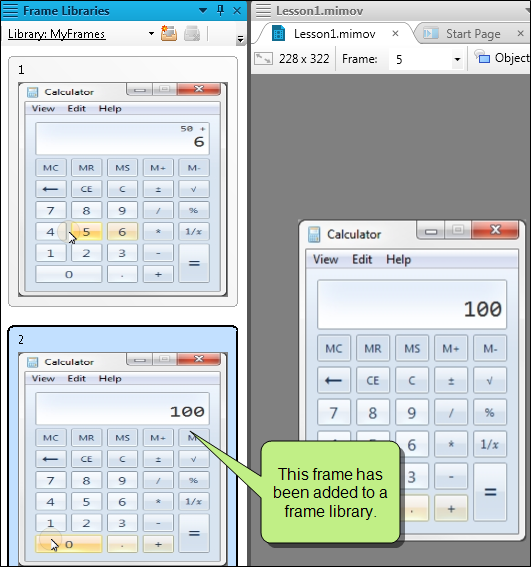 Frame Libraries
Library: MyFrames
1
Calculator
View Edit Help
50 +
6
MC MR MS M+ M-
← CE C ± √
7 8 9 / %
4 5 6 * 1/x
1 2 3 - =
0 . +
2
Calculator
View Edit Help
100
MC MR MS M+ M
← CE C ± √
7 8 9 / %
4 5 6 * 1/x
1 2 3 - =
0 . +
Lesson1.mimov
Lesson1.mimov Start Page
228 x 322 Frame: 5 Object
Calculator
View Edit Help
100
MC MR MS M+ M-
← CE C ± √
7 8 9 / %
5 6 * 1/x
3 - =
. +
This frame has
been added to a
frame library.